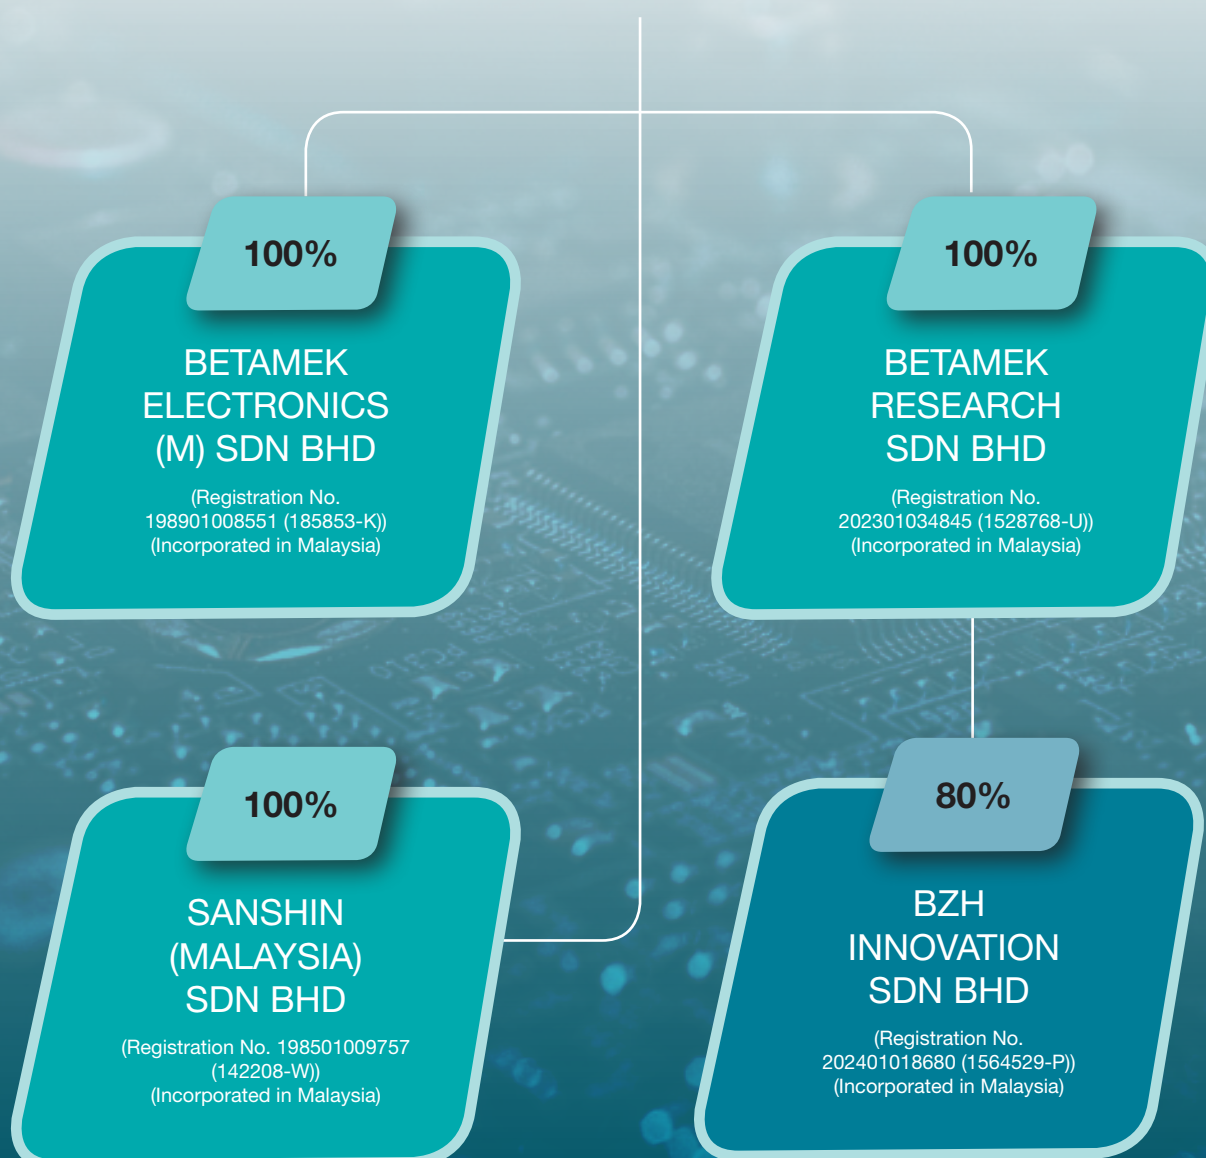 100%
BETAMEK
ELECTRONICS
(M) SDN BHD
(Registration No.
198901008551 (185853-K))
(Incorporated in Malaysia)
100%
BETAMEK
RESEARCH
SDN BHD
(Registration No.
202301034845 (1528768-U))
(Incorporated in Malaysia)
100%
SANSHIN
(MALAYSIA)
SDN BHD
(Registration No. 198501009757
(142208-W))
(Incorporated in Malaysia)
80%
BZH
INNOVATION
SDN BHD
(Registration No.
202401018680 (1564529-P))
(Incorporated in Malaysia)